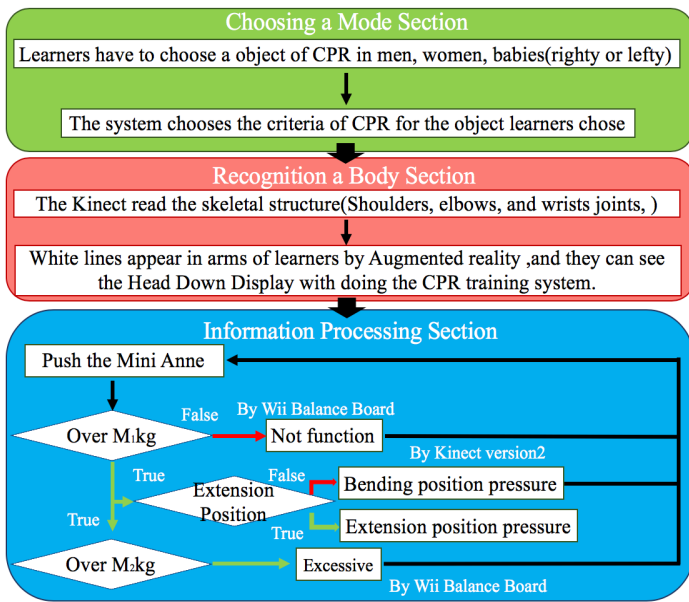 Choosing a Mode Section
Learners have to choose a object of CPR in men, women, babies(righty or lefty)
The system chooses the criteria of CPR for the object learners chose
Recognition a Body Section
The Kinect read the skeletal structure(Shoulders, elbows, and wrists joints, )
White lines appear in arms of learners by Augmented reality ,and they can see
the Head Down Display with doing the CPR training system.
Information Processing Section
Push the Mini Anne
False
By Wii Balance Board
Over M1kg
Not function
By Kinect version2
True
False
Extension
Position
Bending position pressure
True
True
Extension position pressure
Over M2kg
Excessive
By Wii Balance Board